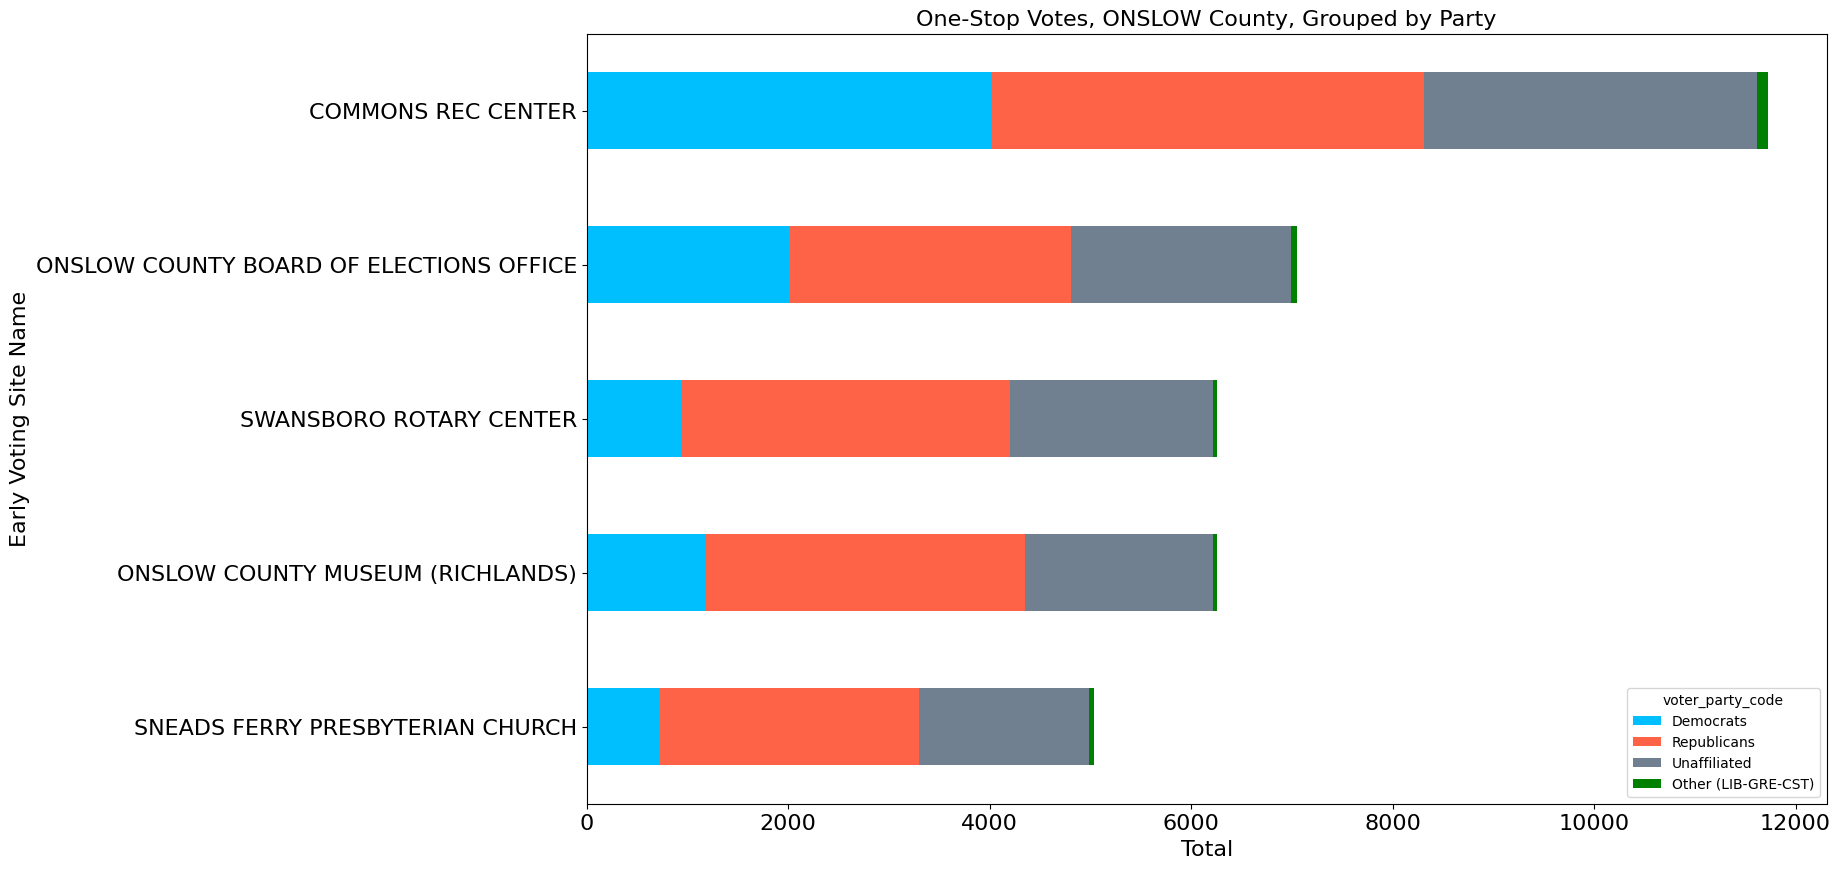 One-Stop Votes, ONSLOW County, Grouped by Party
Early Voting Site Name
COMMONS REC CENTER
ONSLOW COUNTY BOARD OF ELECTIONS OFFICE
SWANSBORO ROTARY CENTER
ONSLOW COUNTY MUSEUM (RICHLANDS)
SNEADS FERRY PRESBYTERIAN CHURCH
voter_party_code
Democrats
Republicans
Unaffiliated
Other (LIB-GRE-CST)
0 2000 4000 6000 8000 10000 12000
Total